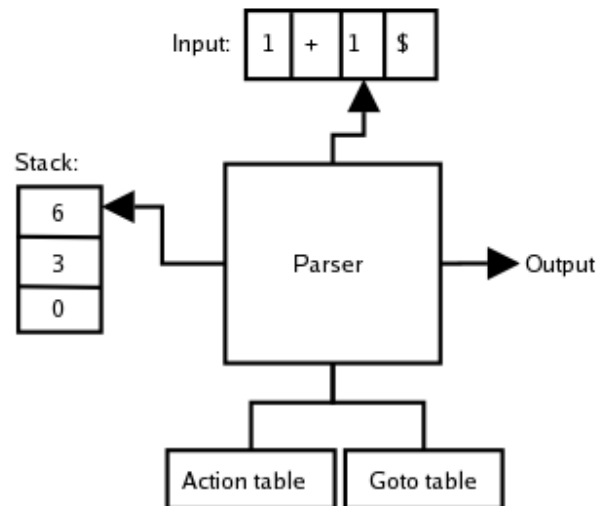 Input: 1 + 1 $
Stack:
6
3
0
Parser
Output
Action table
Goto table